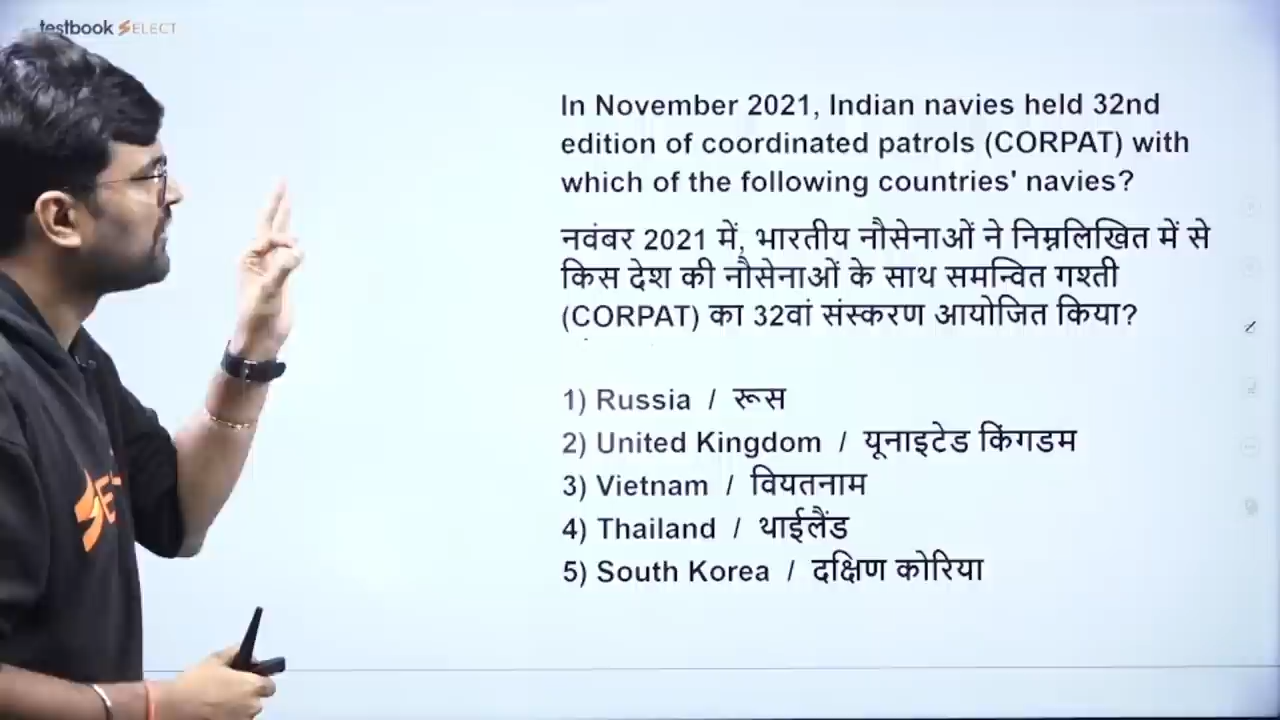 testbook SELECT
In November 2021, Indian navies held 32nd
edition of coordinated patrols (CORPAT) with
which of the following countries' navies?
नवंबर 2021 में, भारतीय नौसेनाओं ने निम्नलिखित में से
किस देश की नौसेनाओं के साथ समन्वित गश्ती
(CORPAT) का 32वां संस्करण आयोजित किया?
1) Russia / रूस
2) United Kingdom / यूनाइटेड किंगडम
3) Vietnam / वियतनाम
4) Thailand / थाईलैंड
5) South Korea / दक्षिण कोरिया